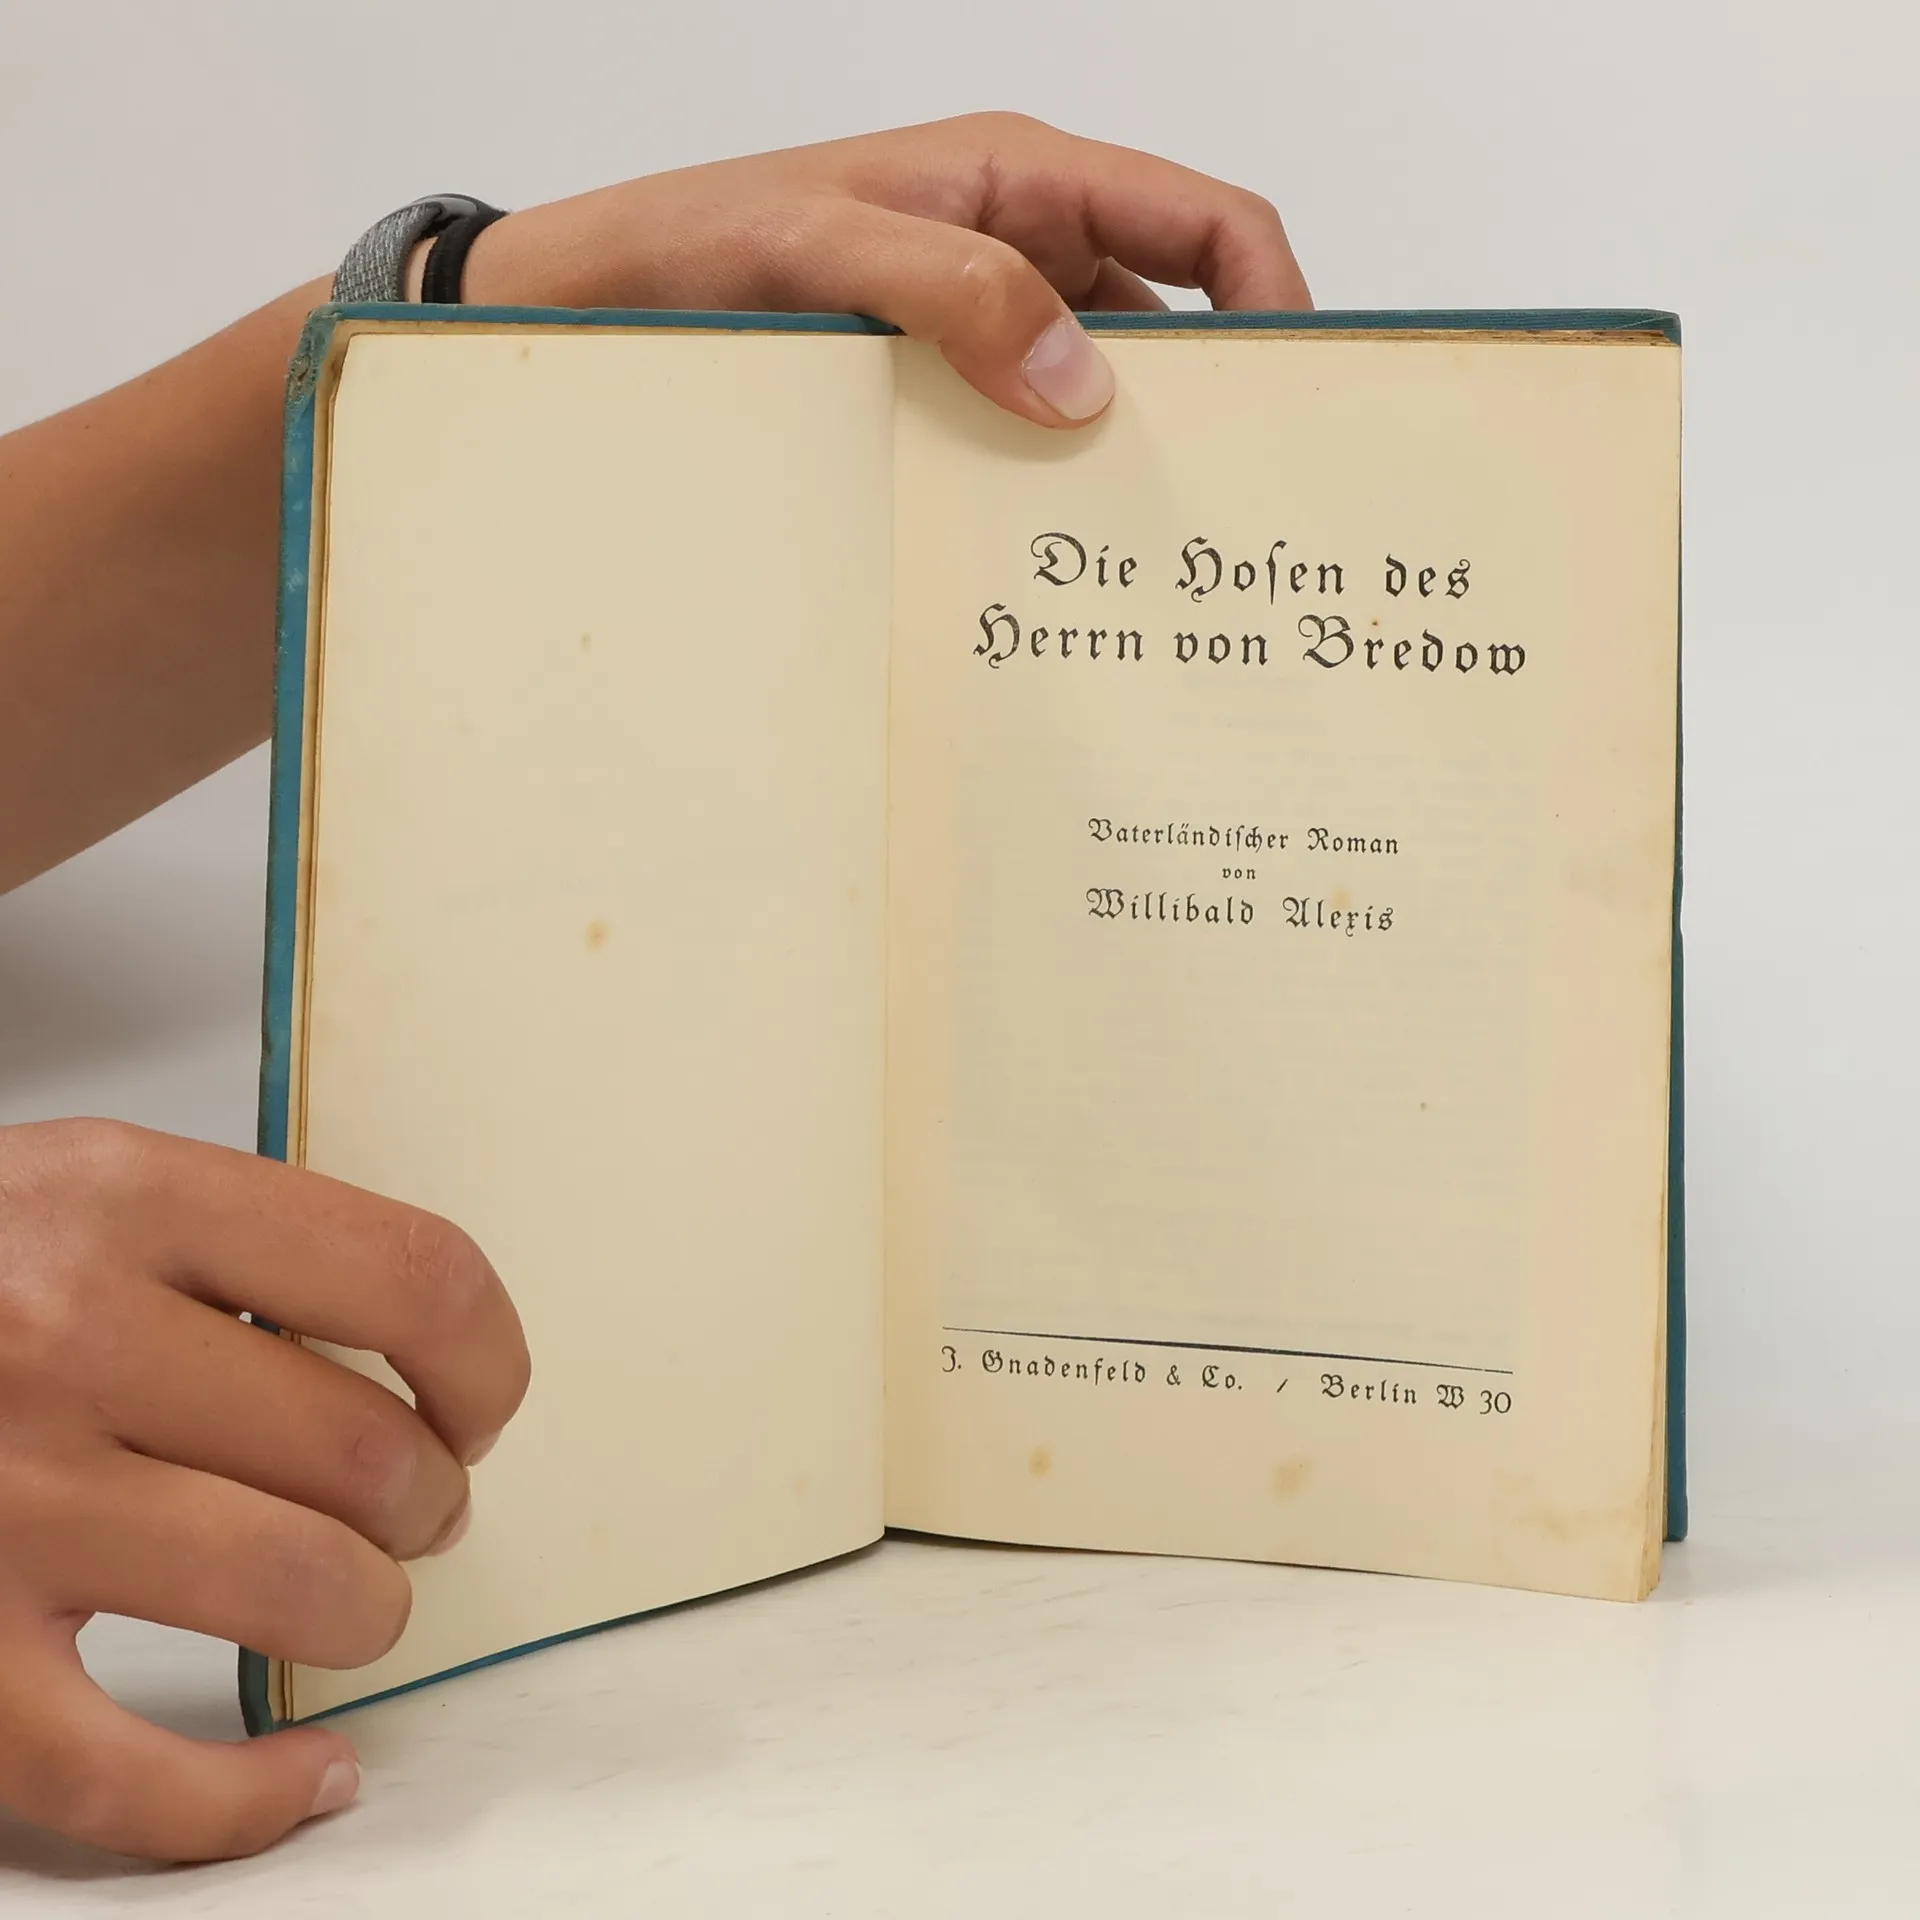 Die Hoſen des
Herrn von Bredow
Vaterländiſcher Roman
von
Willibald Alexis
J. Gnadenfeld & Co. / Berlin W 30